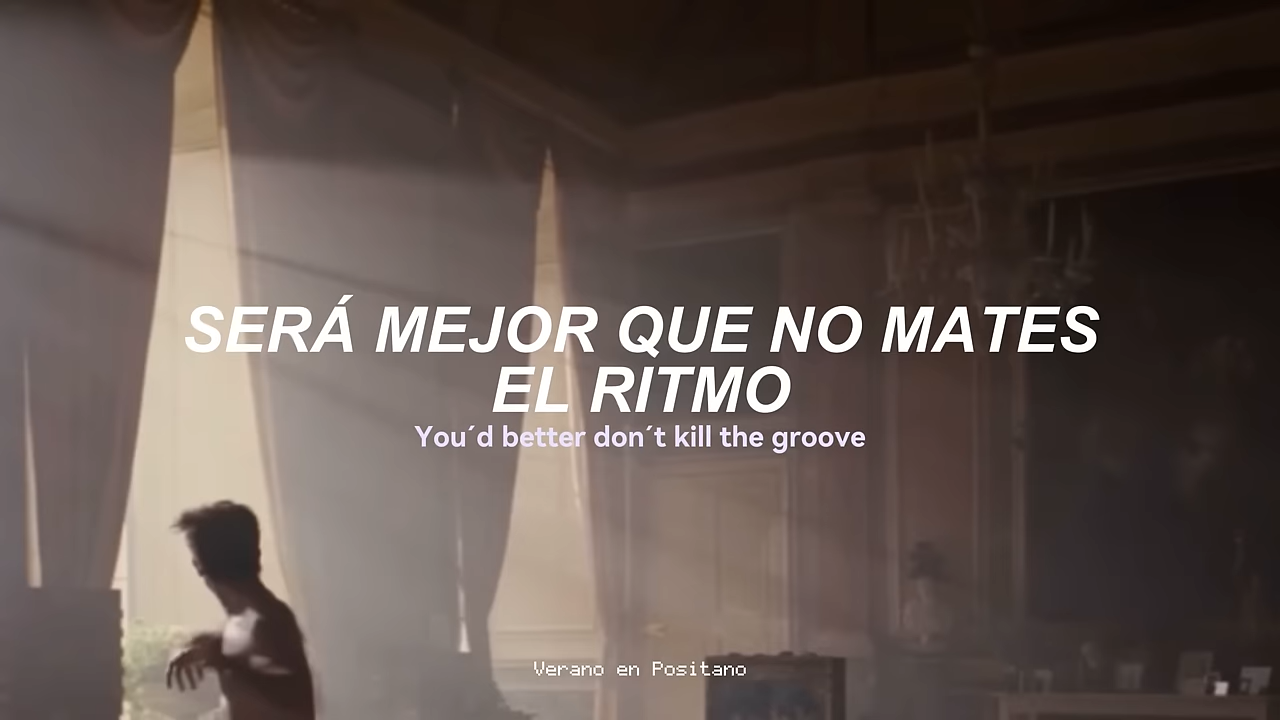 SERÁ MEJOR QUE NO MATES
EL RITMO
You´d better don´t kill the groove
Verano en Positano